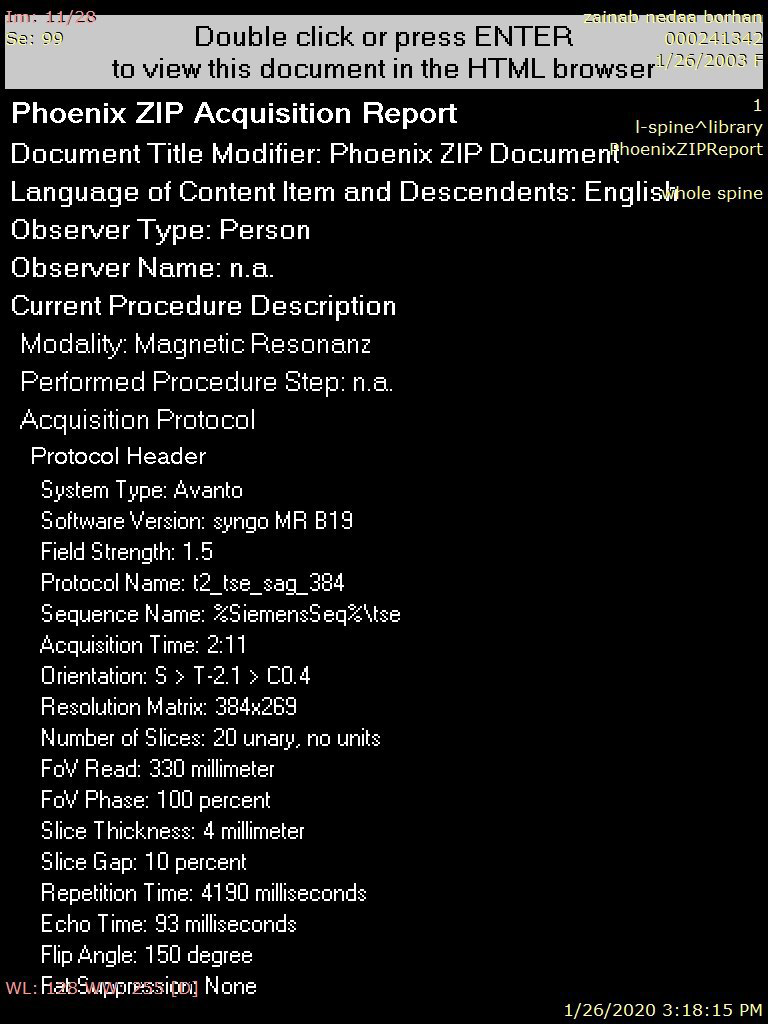 Im: 11/28
Se: 99
zainab nedaa borhan
000241342
1/26/2003 F
Double click or press ENTER
to view this document in the HTML browser
1
l-spine^library
PhoenixZIPReport
whole spine
Phoenix ZIP Acquisition Report
Document Title Modifier: Phoenix ZIP Document
Language of Content Item and Descendents: English
Observer Type: Person
Observer Name: n.a.
Current Procedure Description
Modality: Magnetic Resonanz
Performed Procedure Step: n.a.
Acquisition Protocol
Protocol Header
System Type: Avanto
Software Version: syngo MR B19
Field Strength: 1.5
Protocol Name: t2_tse_sag_384
Sequence Name: %SiemensSeq%\tse
Acquisition Time: 2:11
Orientation: S > T-2.1 > C0.4
Resolution Matrix: 384x269
Number of Slices: 20 unary, no units
FoV Read: 330 millimeter
FoV Phase: 100 percent
Slice Thickness: 4 millimeter
Slice Gap: 10 percent
Repetition Time: 4190 milliseconds
Echo Time: 93 milliseconds
Flip Angle: 150 degree
Fat Suppression: None
WL: 128 WW: 255 [D]
1/26/2020 3:18:15 PM